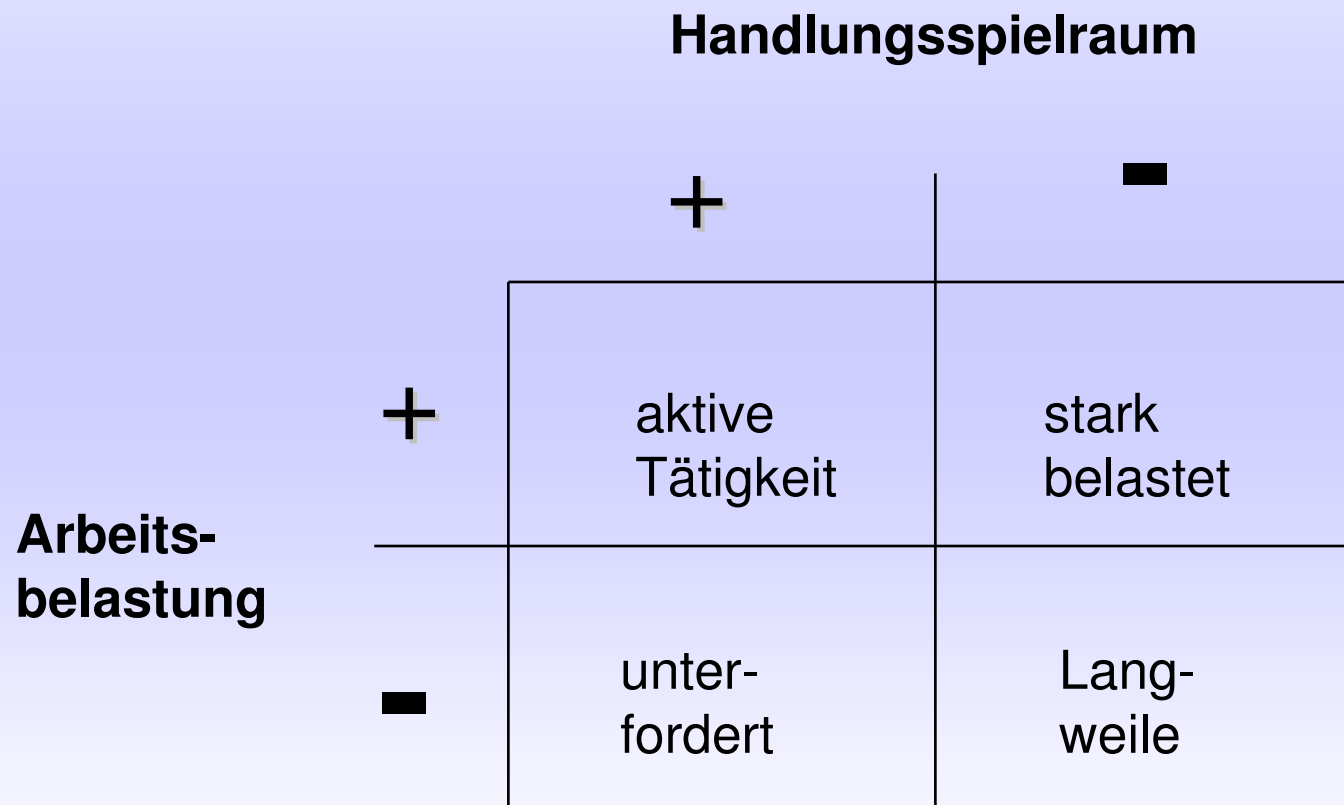 Handlungsspielraum
+ -
+
aktive
Tätigkeit
stark
belastet
Arbeits-
belastung
-
unter-
fordert
Lang-
weile